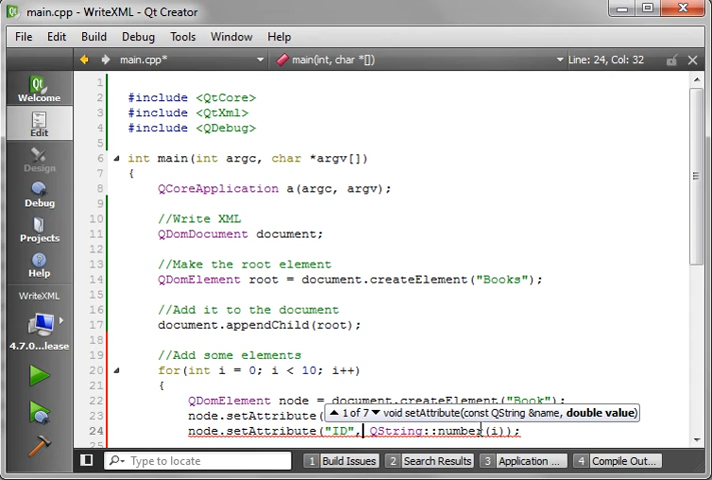 main.cpp - WriteXML - Qt Creator
File Edit Build Debug Tools Window Help
main.cpp* main(int, char *[]) Line: 24, Col: 32
Qt
Welcome
Edit
Design
Debug
Projects
Help
WriteXML
4.7.0...lease
1
2 #include <QtCore>
3 #include <QtXml>
4 #include <QDebug>
5
6 int main(int argc, char *argv[])
7 {
8 QCoreApplication a(argc, argv);
9
10 //Write XML
11 QDomDocument document;
12
13 //Make the root element
14 QDomElement root = document.createElement("Books");
15
16 //Add it to the document
17 document.appendChild(root);
18
19 //Add some elements
20 for(int i = 0; i < 10; i++)
21 {
22 QDomElement node = document.createElement("Book");
23 node.setAttribute(
1 of 7 void setAttribute(const QString &name, double value)
24 node.setAttribute("ID", QString::number(i));
Type to locate 1 Build Issues 2 Search Results 3 Application ... 4 Compile Out...